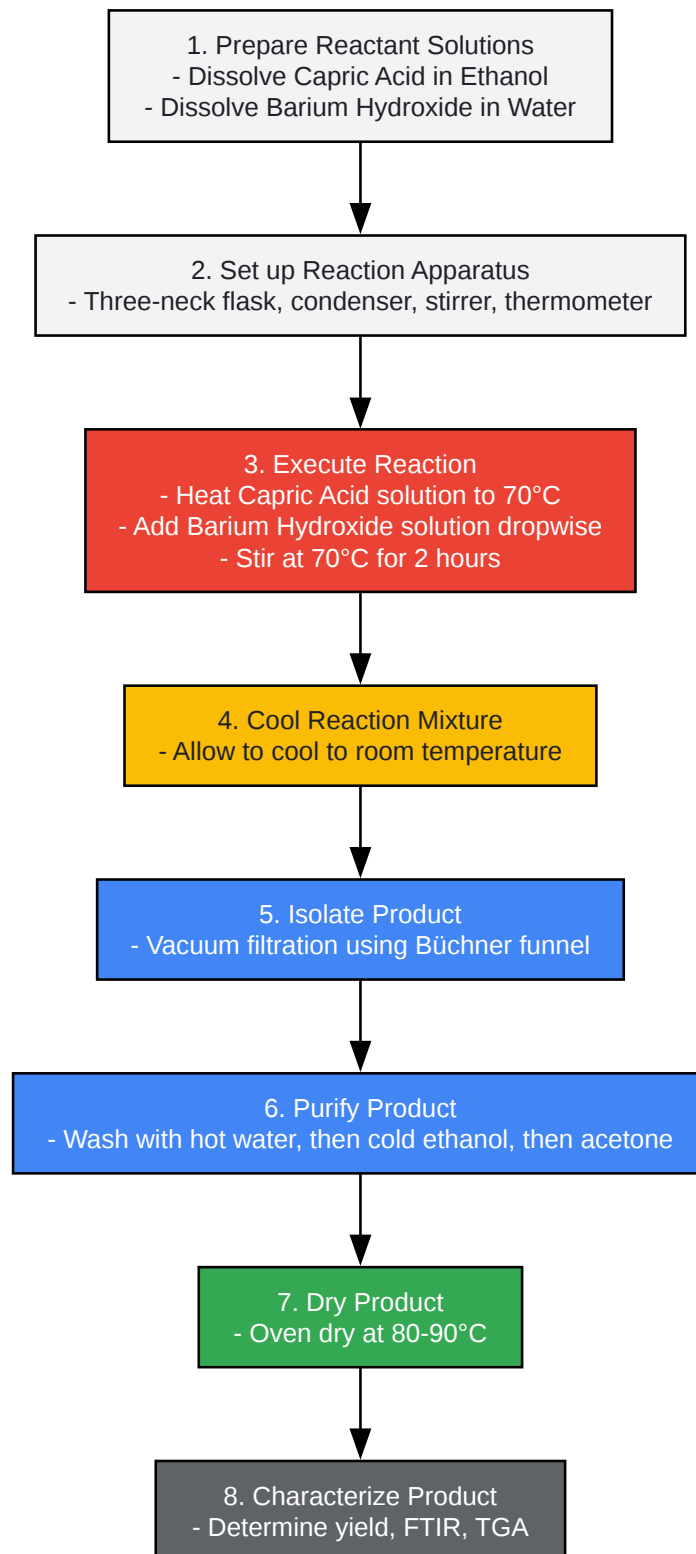 1. Prepare Reactant Solutions
- Dissolve Capric Acid in Ethanol
- Dissolve Barium Hydroxide in Water
2. Set up Reaction Apparatus
- Three-neck flask, condenser, stirrer, thermometer
3. Execute Reaction
- Heat Capric Acid solution to 70°C
- Add Barium Hydroxide solution dropwise
- Stir at 70°C for 2 hours
4. Cool Reaction Mixture
- Allow to cool to room temperature
5. Isolate Product
- Vacuum filtration using Büchner funnel
6. Purify Product
- Wash with hot water, then cold ethanol, then acetone
7. Dry Product
- Oven dry at 80-90°C
8. Characterize Product
- Determine yield, FTIR, TGA